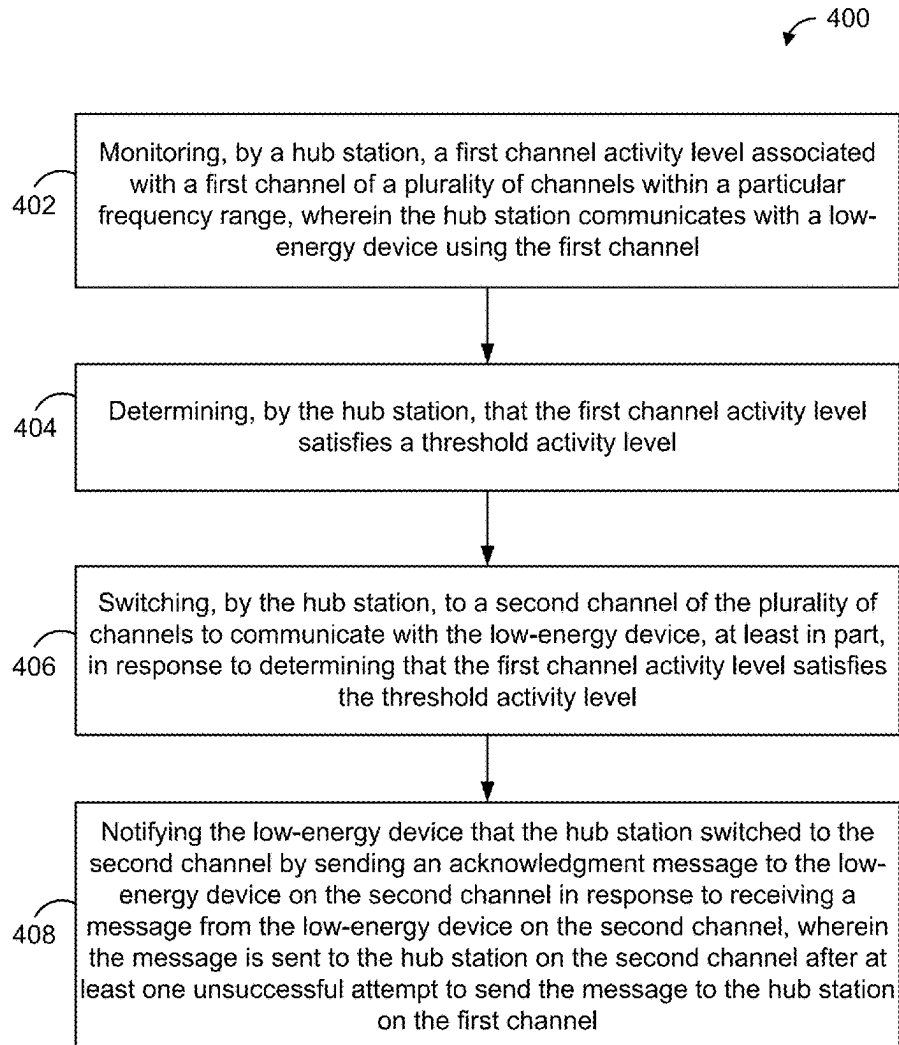 400
402
Monitoring, by a hub station, a first channel activity level associated
with a first channel of a plurality of channels within a particular
frequency range, wherein the hub station communicates with a low-
energy device using the first channel
404
Determining, by the hub station, that the first channel activity level
satisfies a threshold activity level
406
Switching, by the hub station, to a second channel of the plurality of
channels to communicate with the low-energy device, at least in part,
in response to determining that the first channel activity level satisfies
the threshold activity level
408
Notifying the low-energy device that the hub station switched to the
second channel by sending an acknowledgment message to the low-
energy device on the second channel in response to receiving a
message from the low-energy device on the second channel, wherein
the message is sent to the hub station on the second channel after at
least one unsuccessful attempt to send the message to the hub station
on the first channel